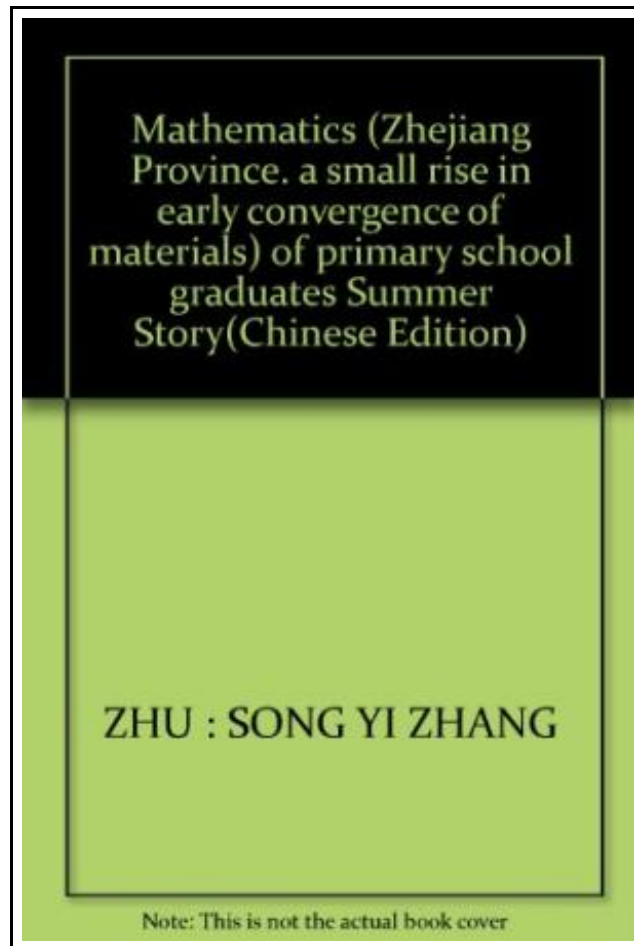 Mathematics (Zhejiang
Province. a small rise in
early convergence of
materials) of primary school
graduates Summer
Story(Chinese Edition)
ZHU : SONG YI ZHANG
Note: This is not the actual book cover